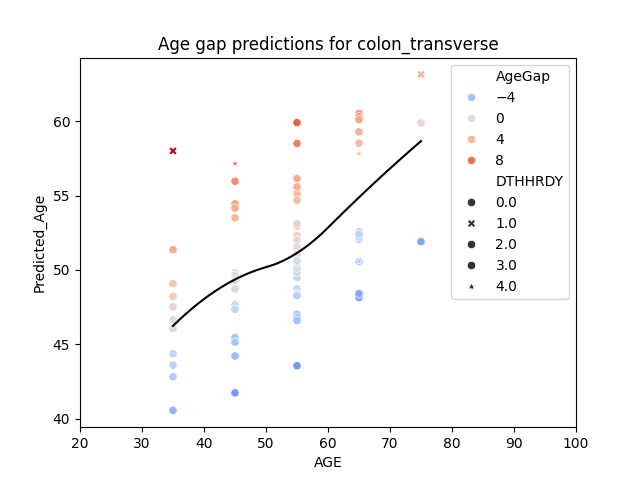 Age gap predictions for colon_transverse
AgeGap
−4
0
4
8
DTHHRDY
0.0
1.0
2.0
3.0
4.0
Predicted_Age
60
55
50
45
40
20 30 40 50 60 70 80 90 100
AGE